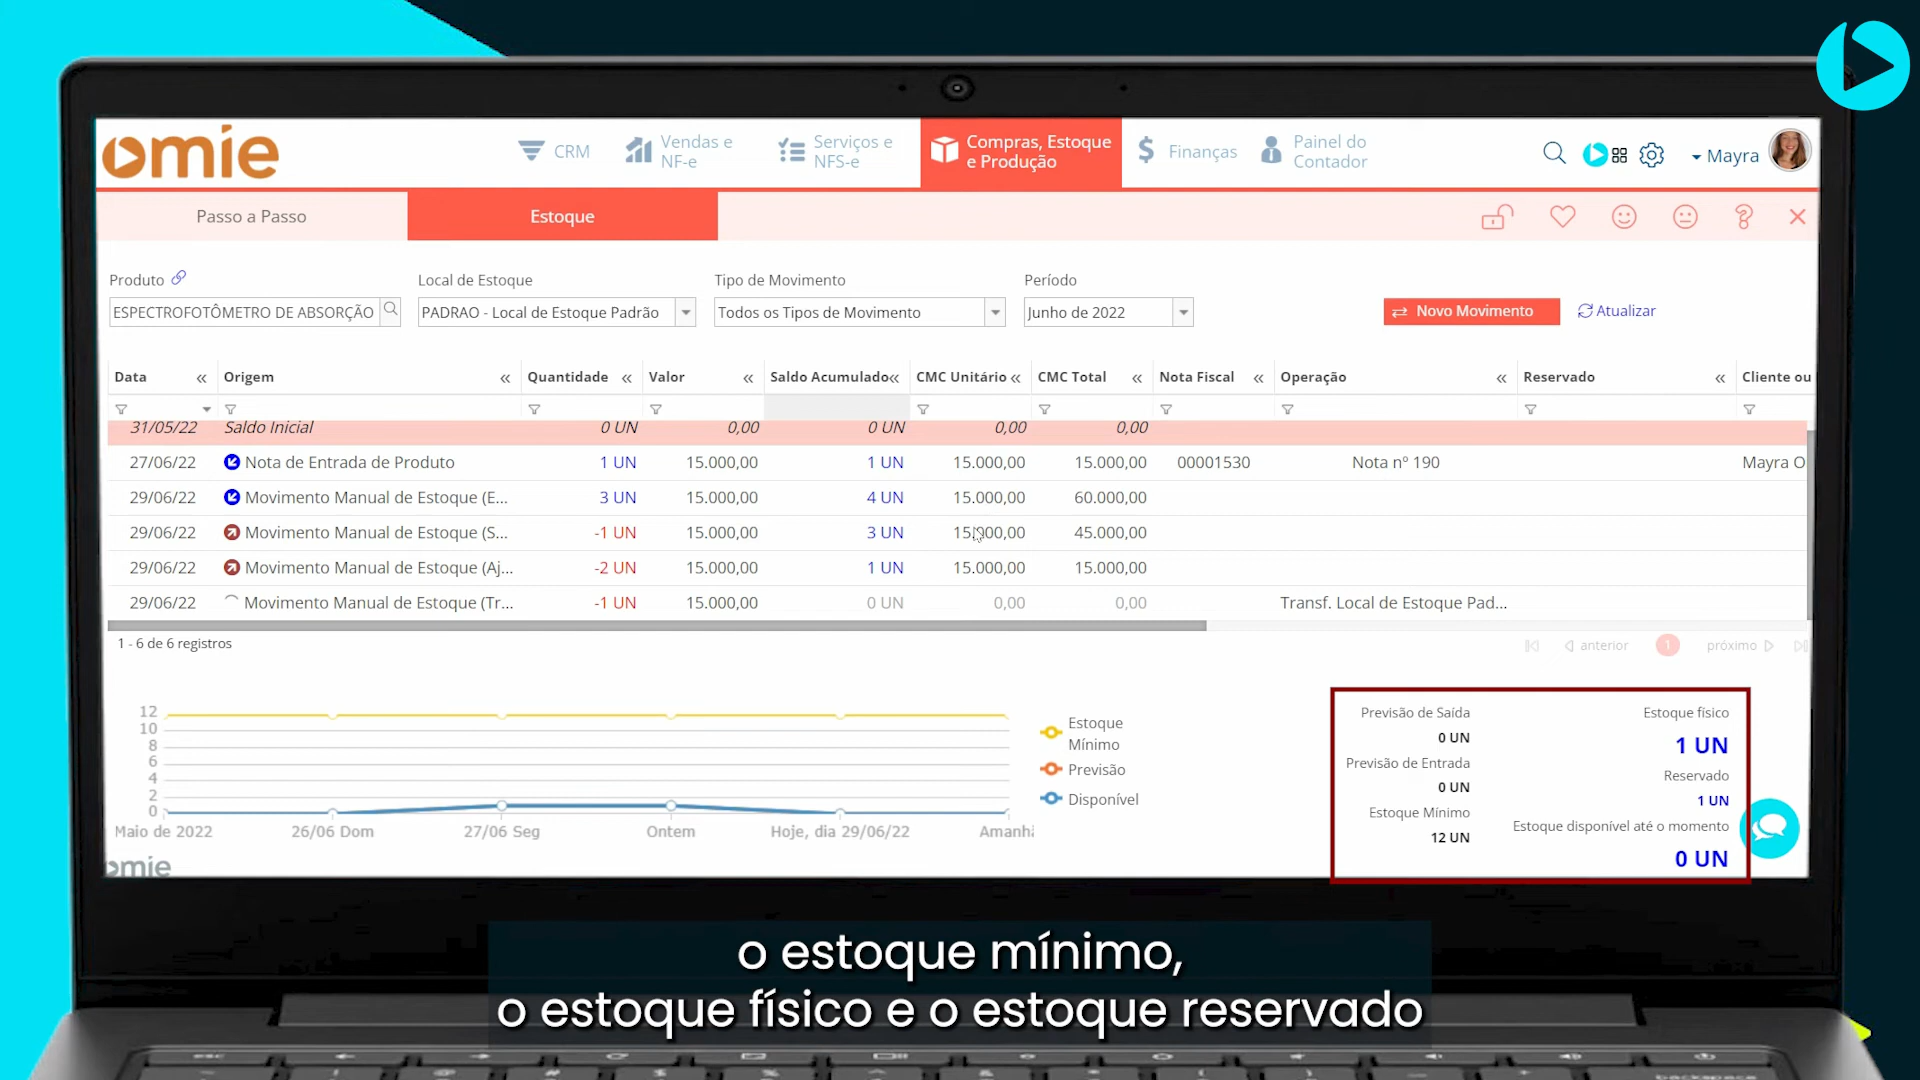 omie
CRM
Vendas e
NF-e
Serviços e
NFS-e
Compras, Estoque
e Produção
Finanças
Painel do
Contador
Mayra
Passo a Passo
Estoque
Produto
Local de Estoque
Tipo de Movimento
Período
ESPECTROFOTÔMETRO DE ABSORÇÃO
PADRAO - Local de Estoque Padrão
Todos os Tipos de Movimento
Junho de 2022
Novo Movimento
Atualizar
Data « Origem « Quantidade « Valor « Saldo Acumulado« CMC Unitário « CMC Total « Nota Fiscal « Operação « Reservado « Cliente ou
31/05/22 Saldo Inicial 0 UN 0,00 0 UN 0,00 0,00
27/06/22 Nota de Entrada de Produto 1 UN 15.000,00 1 UN 15.000,00 15.000,00 00001530 Nota nº 190 Mayra O
29/06/22 Movimento Manual de Estoque (E... 3 UN 15.000,00 4 UN 15.000,00 60.000,00
29/06/22 Movimento Manual de Estoque (S... -1 UN 15.000,00 3 UN 15.000,00 45.000,00
29/06/22 Movimento Manual de Estoque (Aj... -2 UN 15.000,00 1 UN 15.000,00 15.000,00
29/06/22 Movimento Manual de Estoque (Tr... -1 UN 15.000,00 0 UN 0,00 0,00 Transf. Local de Estoque Pad...
1 - 6 de 6 registros
anterior 1 próximo
12
10
8
6
4
2
0
Maio de 2022 26/06 Dom 27/06 Seg Ontem Hoje, dia 29/06/22 Amanhã
Estoque
Mínimo
Previsão
Disponível
Previsão de Saída
0 UN
Previsão de Entrada
0 UN
Estoque Mínimo
12 UN
Estoque físico
1 UN
Reservado
1 UN
Estoque disponível até o momento
0 UN
omie
o estoque mínimo,
o estoque físico e o estoque reservado
esc
backspace